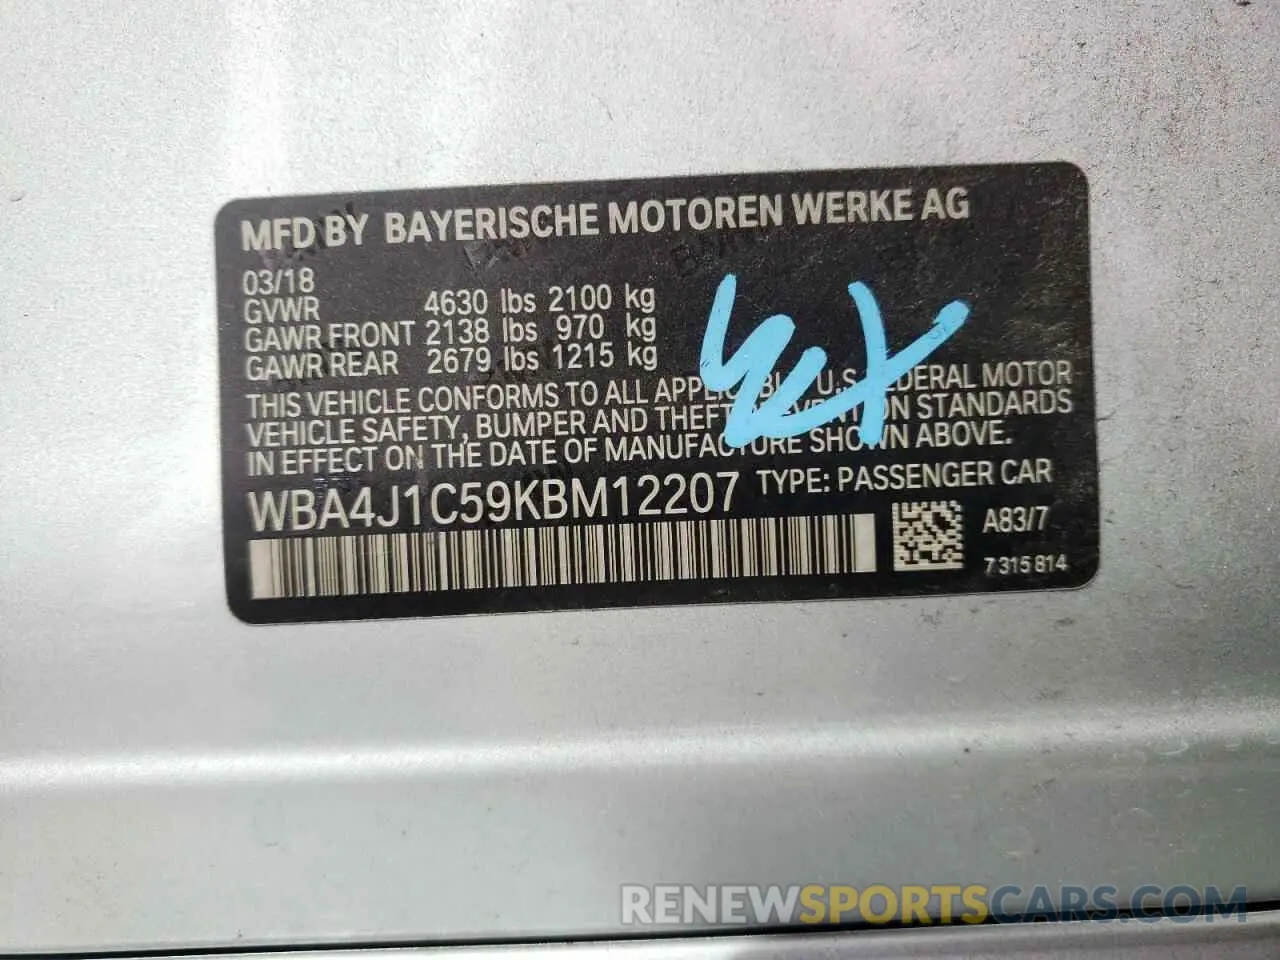 MFD BY BAYERISCHE MOTOREN WERKE AG
03/18
GVWR 4630 lbs 2100 kg
GAWR FRONT 2138 lbs 970 kg
GAWR REAR 2679 lbs 1215 kg
THIS VEHICLE CONFORMS TO ALL APPLICABLE U.S. FEDERAL MOTOR
VEHICLE SAFETY, BUMPER AND THEFT PREVENTION STANDARDS
IN EFFECT ON THE DATE OF MANUFACTURE SHOWN ABOVE.
WBA4J1C59KBM12207 TYPE: PASSENGER CAR
A83/7
7 315 814
RENEWSPORTSCARS.COM